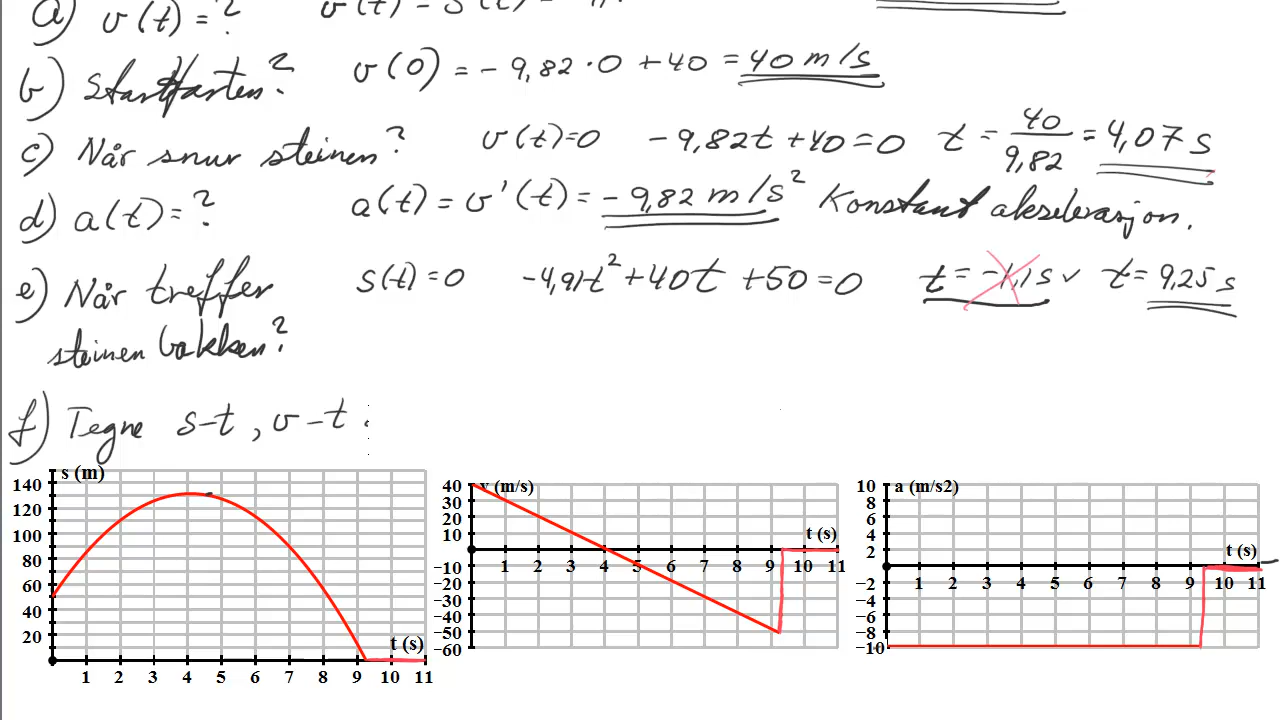 a) v(t) = ?
b) Startfarten? v(0) = - 9,82 · 0 + 40 = 40 m/s
c) Når snur steinen? v(t)=0 - 9,82t + 40 = 0 t = 40/9,82 = 4,07 s
d) a(t) = ? a(t) = v'(t) = - 9,82 m/s² Konstant akselerasjon.
e) Når treffer s(t) = 0 -4,91t² + 40t + 50 = 0 t = -1,1 s t = 9,25 s
steinen bakken?
f) Tegne s-t, v-t
s (m)
140
120
100
80
60
40
20
t (s)
1 2 3 4 5 6 7 8 9 10 11
v (m/s)
40
30
20
10
t (s)
1 2 3 4 5 6 7 8 9 10 11
−10
−20
−30
−40
−50
−60
a (m/s2)
10
8
6
4
2
t (s)
1 2 3 4 5 6 7 8 9 10 11
−2
−4
−6
−8
−10